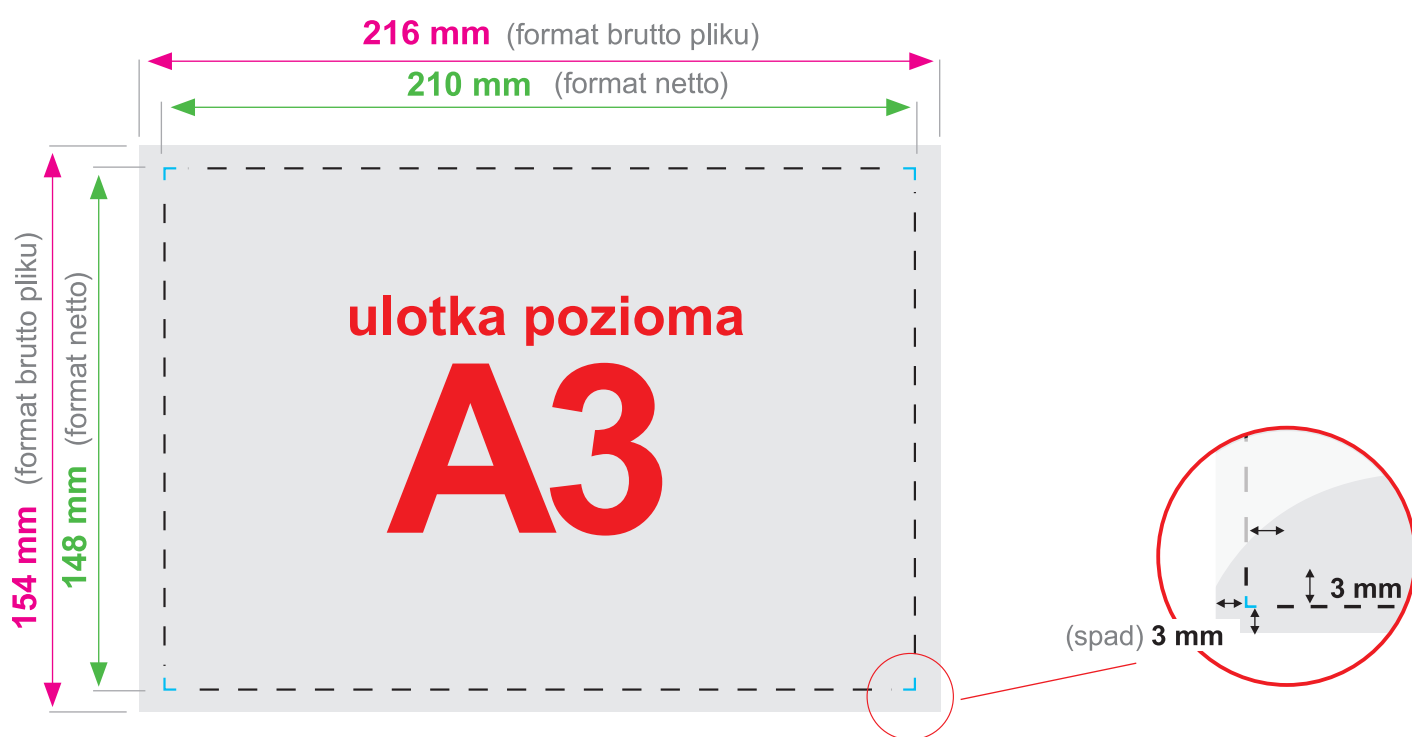 216 mm (format brutto pliku)
210 mm (format netto)
154 mm (format brutto pliku)
148 mm (format netto)
ulotka pozioma
A3
3 mm
(spad) 3 mm